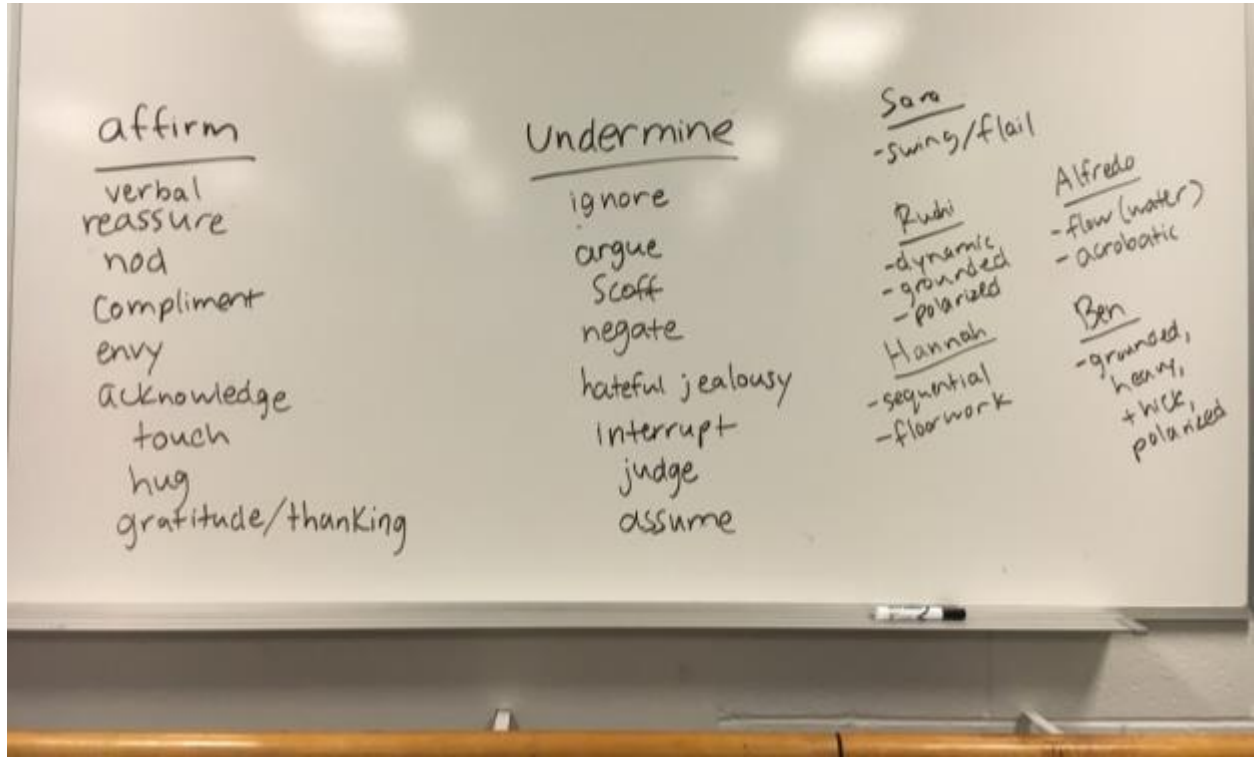 affirm
verbal
reassure
nod
Compliment
envy
acknowledge
touch
hug
gratitude/thanking
Undermine
ignore
argue
Scoff
negate
hateful jealousy
interrupt
judge
assume
Sara
-swing/flail
-dynamic
-grounded
-polarized
Hannah
-sequential
-floorwork
Alfredo
-flow (water)
-acrobatic
Ben
-grounded,
heavy,
thick,
polarized